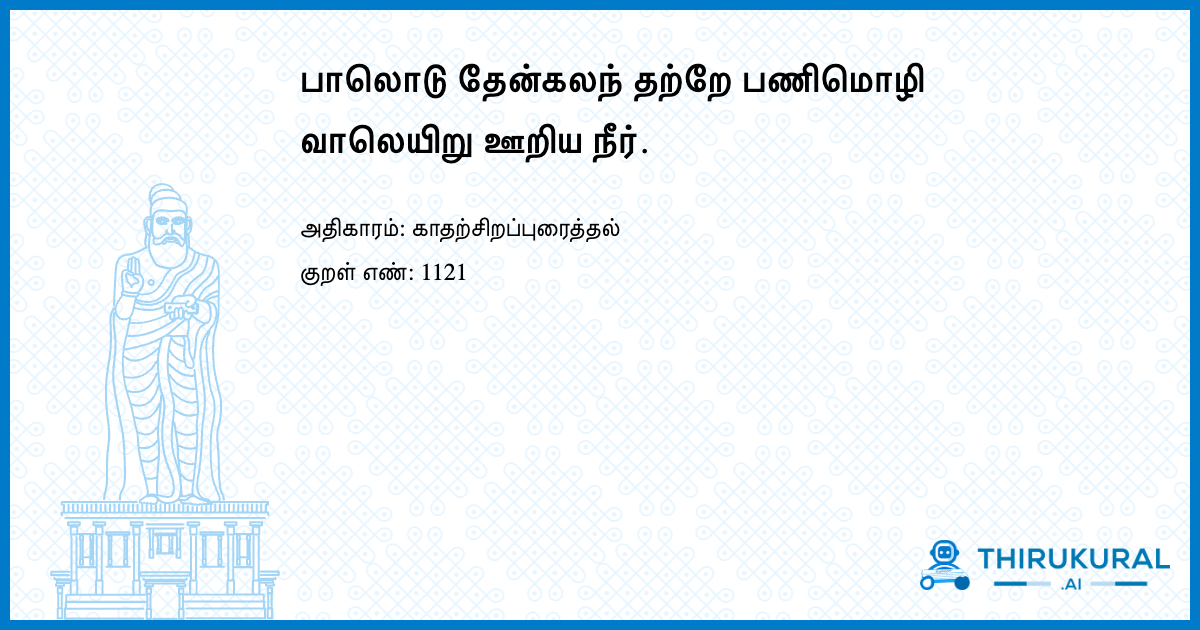 பாலொடு தேன்கலந் தற்றே பணிமொழி
வாலெயிறு ஊறிய நீர்.
அதிகாரம்: காதற்சிறப்புரைத்தல்
குறள் எண்: 1121
THIRUKURAL
.AI